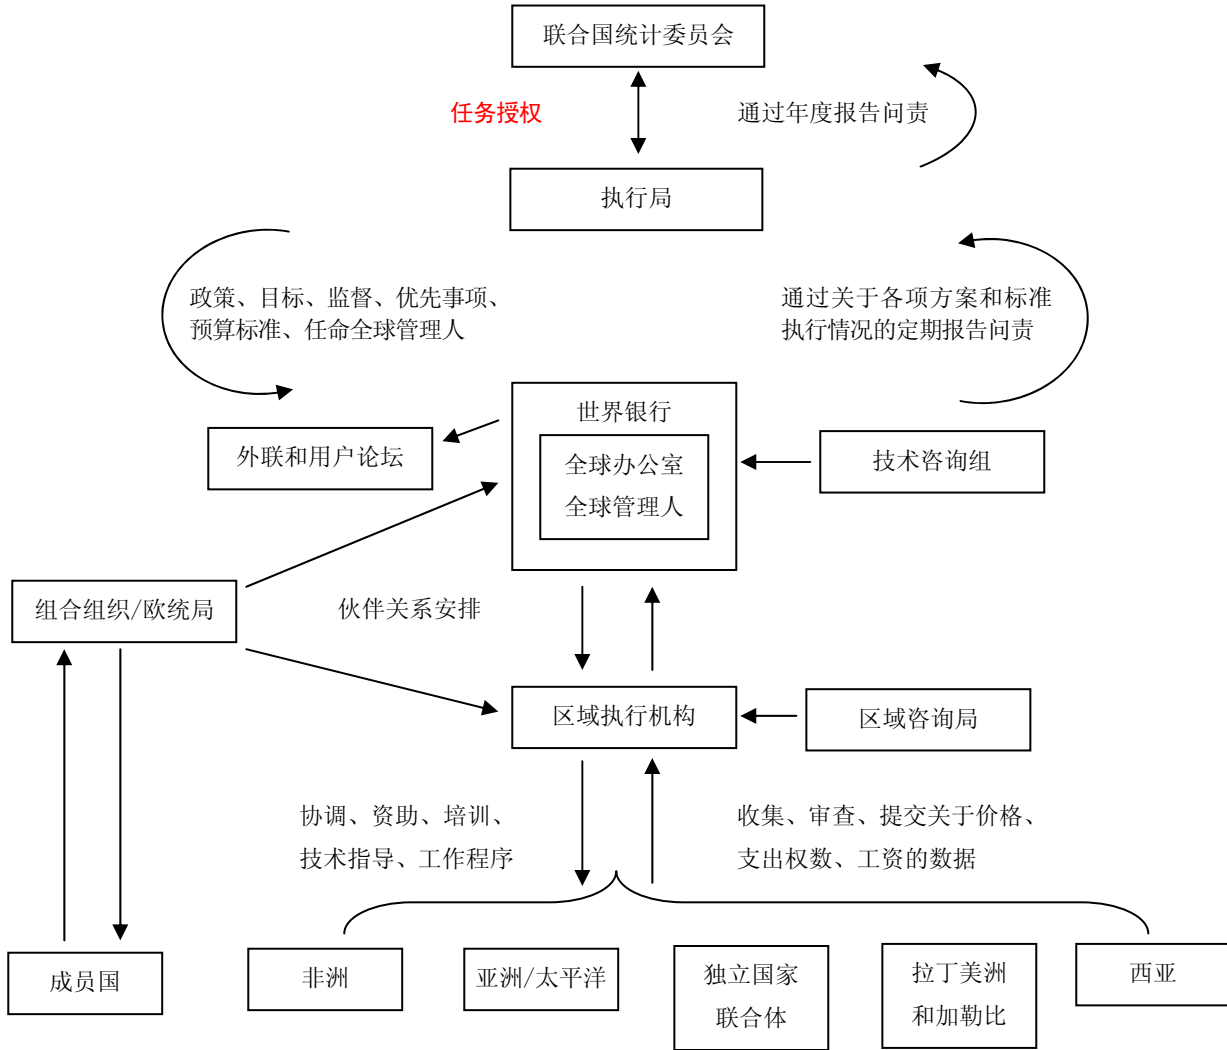 联合国统计委员会
任务授权
通过年度报告问责
执行局
政策、目标、监督、优先事项、
预算标准、任命全球管理人
通过关于各项方案和标准
执行情况的定期报告问责
世界银行
外联和用户论坛
全球办公室
全球管理人
技术咨询组
组合组织/欧统局
伙伴关系安排
区域执行机构
区域咨询局
协调、资助、培训、
技术指导、工作程序
收集、审查、提交关于价格、
支出权数、工资的数据
成员国
非洲
亚洲/太平洋
独立国家
联合体
拉丁美洲
和加勒比
西亚